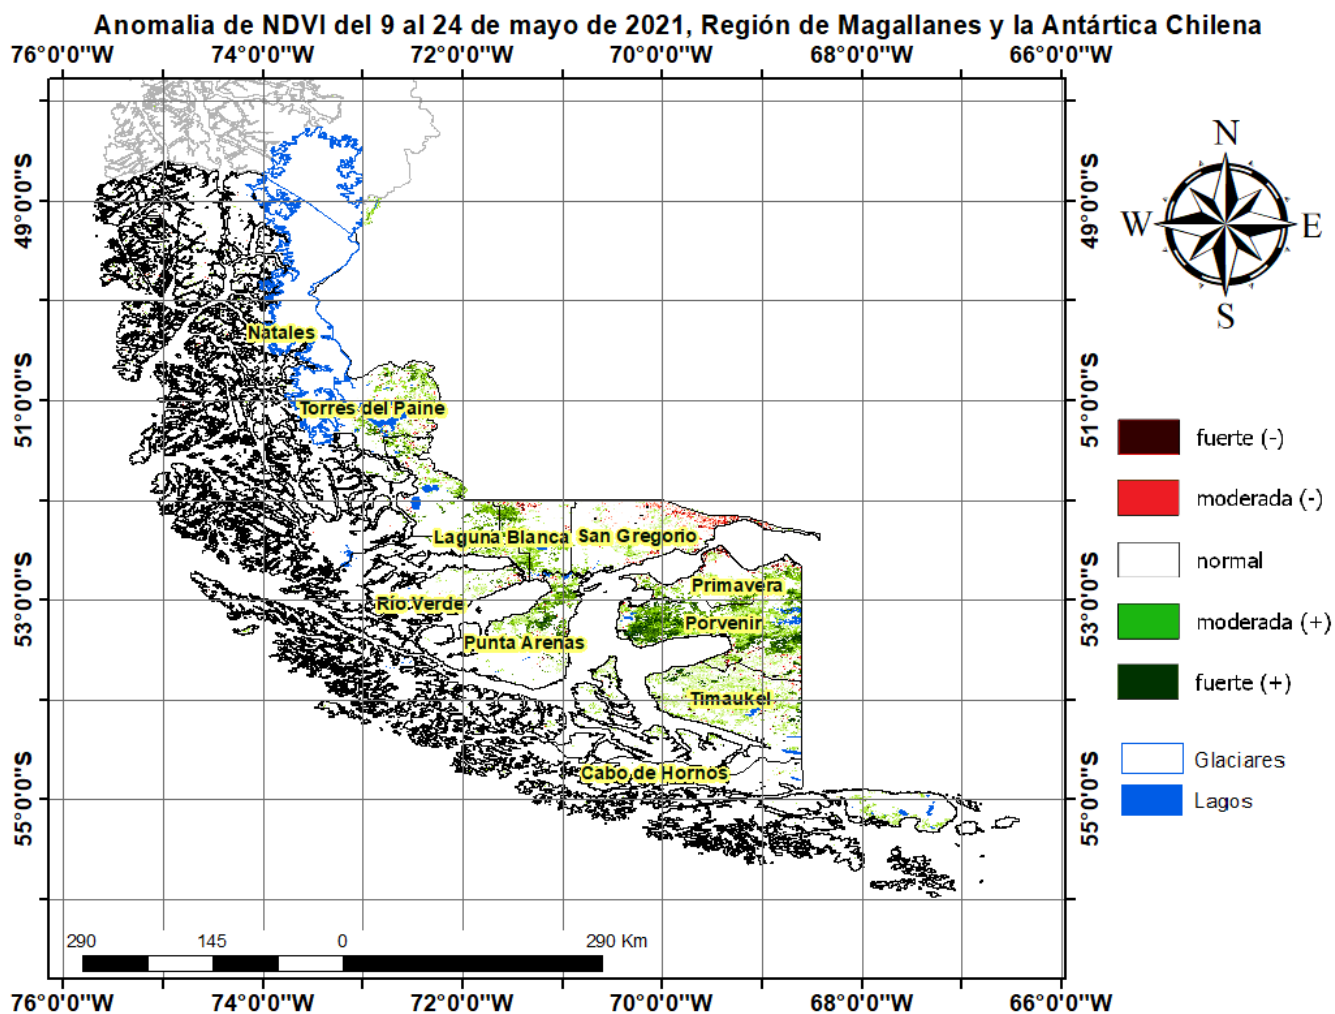 Anomalia de NDVI del 9 al 24 de mayo de 2021, Región de Magallanes y la Antártica Chilena
76°0'0"W 74°0'0"W 72°0'0"W 70°0'0"W 68°0'0"W 66°0'0"W
N
W E
S
49°0'0"S 49°0'0"S
Natales
51°0'0"S 51°0'0"S
Torres del Paine
fuerte (-)
moderada (-)
Laguna Blanca San Gregorio
normal
Primavera
Río Verde
53°0'0"S 53°0'0"S
Porvenir
moderada (+)
Punta Arenas
fuerte (+)
Timaukel
Glaciares
Cabo de Hornos
Lagos
55°0'0"S 55°0'0"S
290 145 0 290 Km
76°0'0"W 74°0'0"W 72°0'0"W 70°0'0"W 68°0'0"W 66°0'0"W